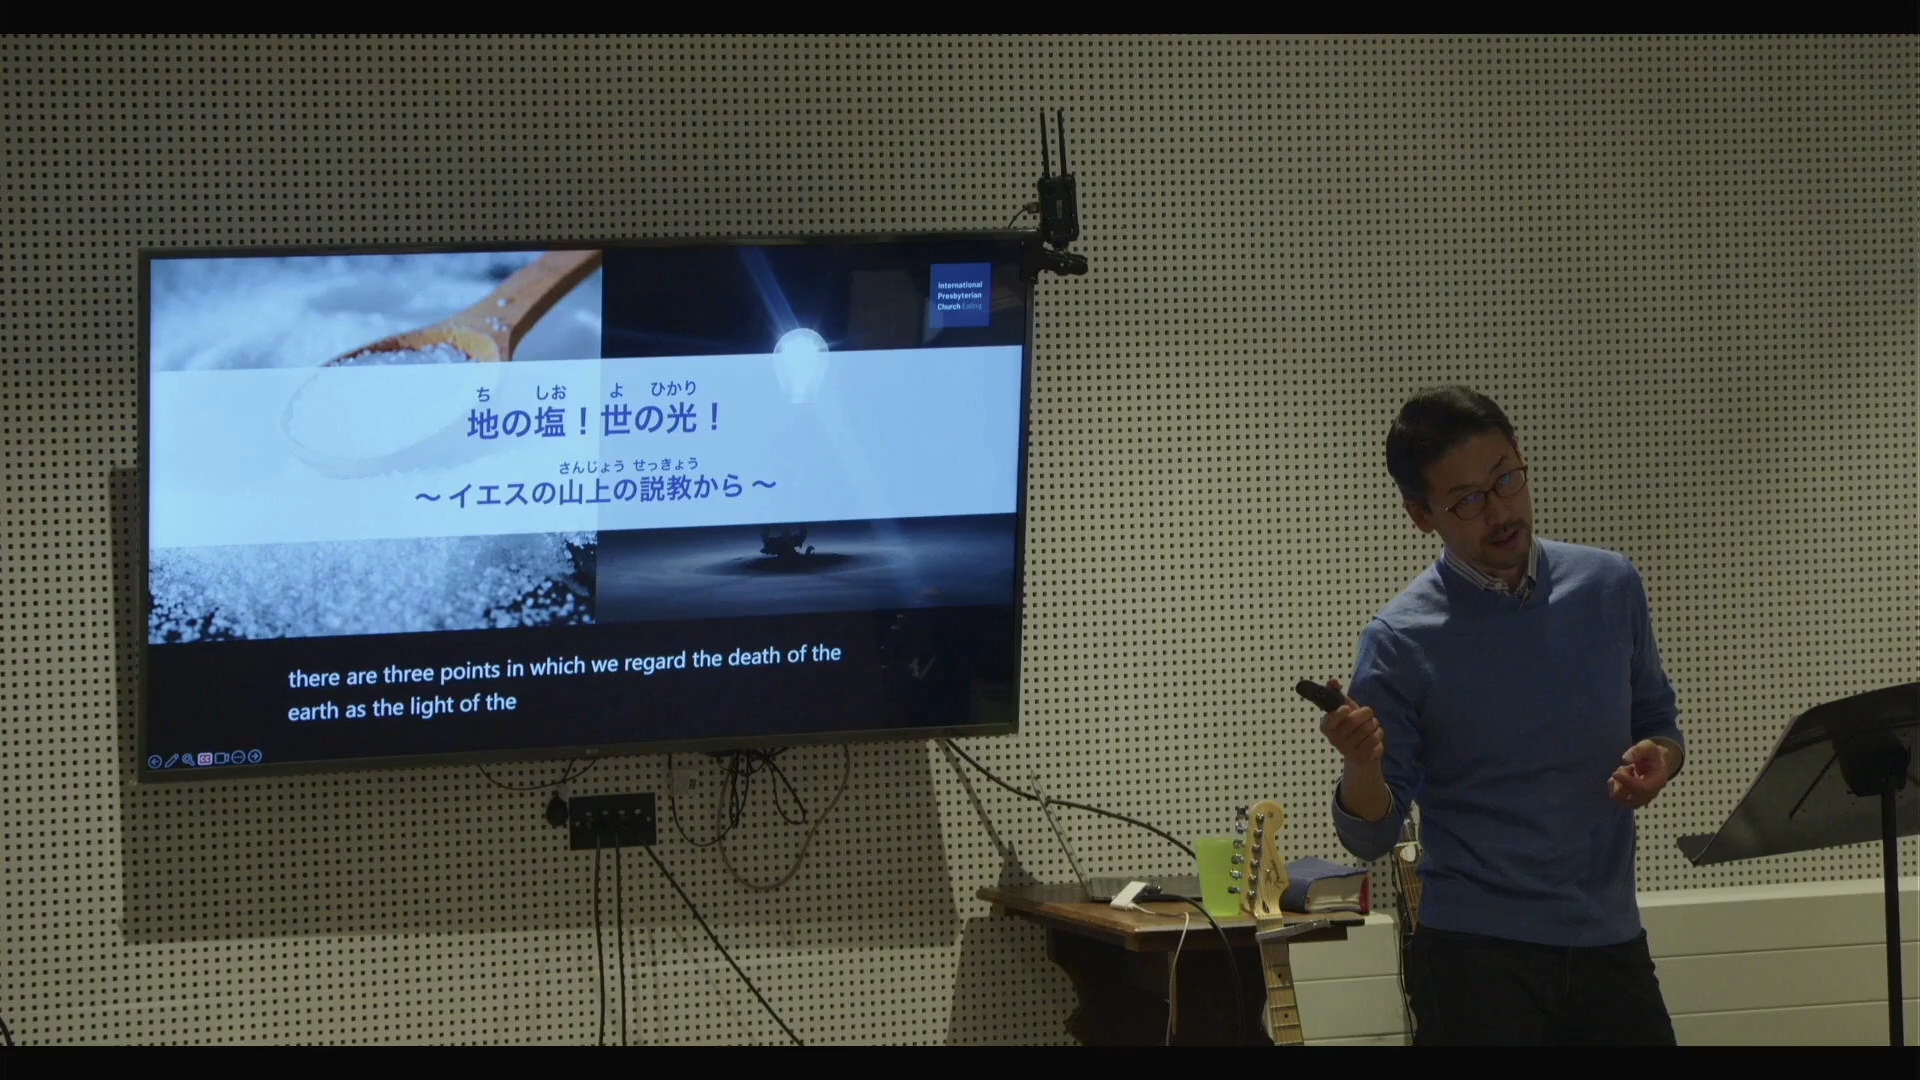 International
Presbyterian
Church Ealing
ち しお よ ひかり
地の塩！世の光！
さんじょう せっきょう
～イエスの山上の説教から～
there are three points in which we regard the death of the
earth as the light of the
CC